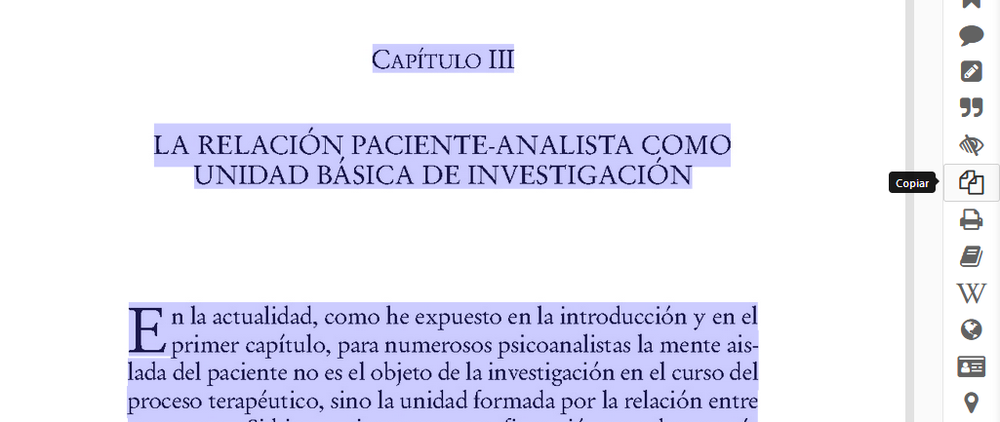 CAPÍTULO III
LA RELACIÓN PACIENTE-ANALISTA COMO
UNIDAD BÁSICA DE INVESTIGACIÓN
Copiar
W
En la actualidad, como he expuesto en la introducción y en el
primer capítulo, para numerosos psicoanalistas la mente ais-
lada del paciente no es el objeto de la investigación en el curso del
proceso terapéutico, sino la unidad formada por la relación entre